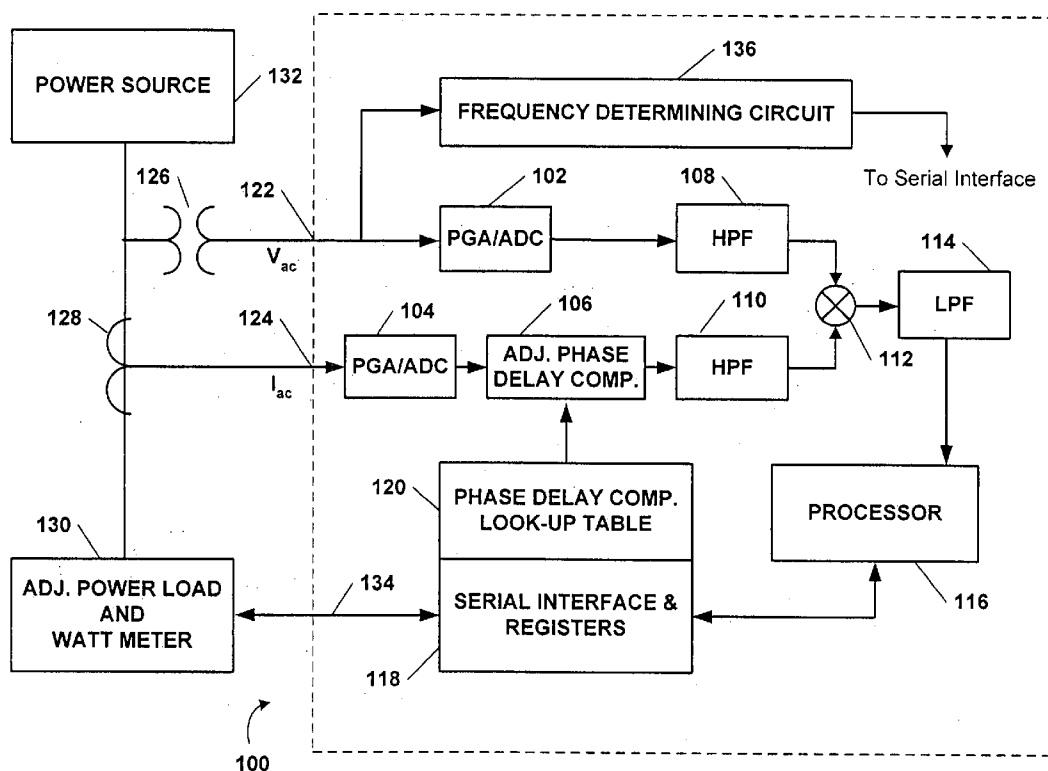 POWER SOURCE
132
136
FREQUENCY DETERMINING CIRCUIT
To Serial Interface
126
122
102
108
114
PGA/ADC
HPF
LPF
Vac
112
128
124
104
106
110
PGA/ADC
ADJ. PHASE
DELAY COMP.
HPF
Iac
120
PHASE DELAY COMP.
LOOK-UP TABLE
PROCESSOR
116
130
ADJ. POWER LOAD
AND
WATT METER
134
SERIAL INTERFACE &
REGISTERS
118
100